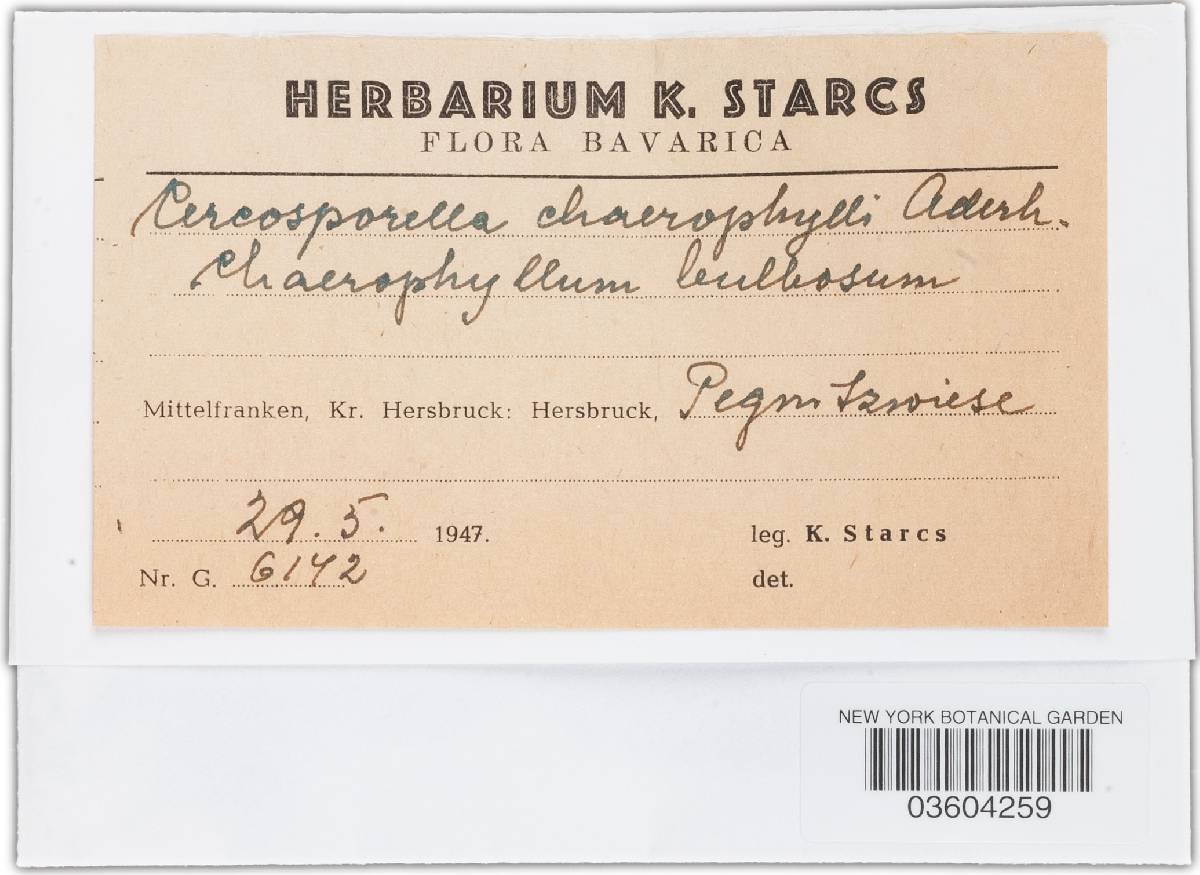 HERBARIUM K. STARCS
FLORA BAVARICA
Cercosporella chaerophylli Aderh.
Chaerophyllum bulbosum
Mittelfranken, Kr. Hersbruck: Hersbruck, Pegnitzwiese
29. 5. 1947. leg. K. Starcs
Nr. G. 6142 det.
NEW YORK BOTANICAL GARDEN
03604259